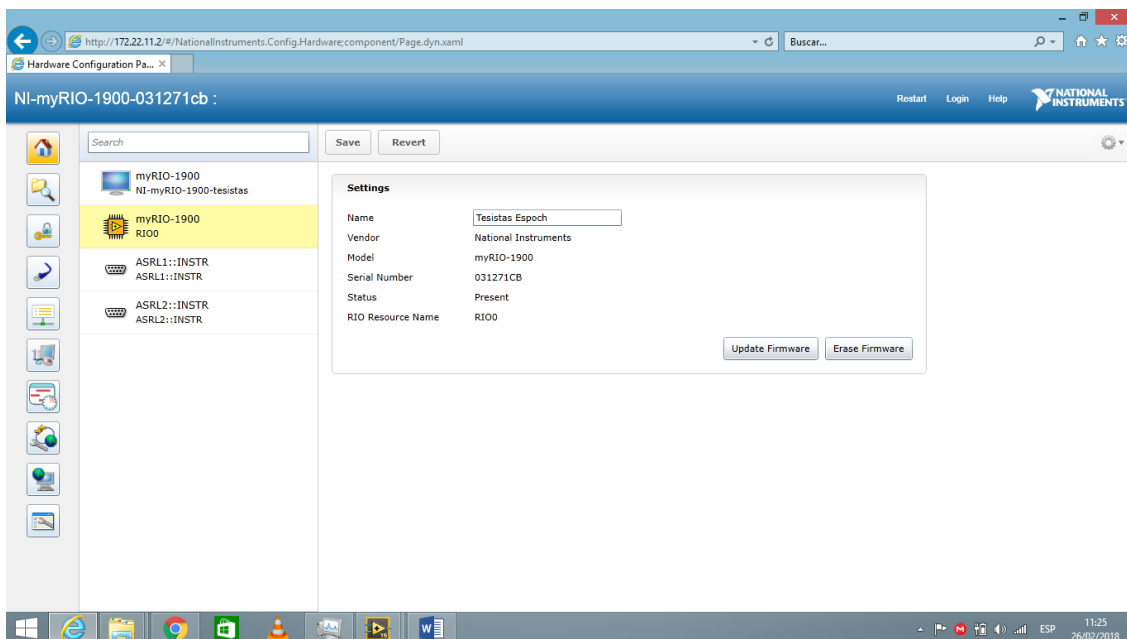 http://172.22.11.2/#/NationalInstruments.Config.Hardware;component/Page.dyn.xaml
Buscar...
Hardware Configuration Pa...
NI-myRIO-1900-031271cb :
Restart Login Help
NATIONAL
INSTRUMENTS
Search
Save Revert
myRIO-1900
NI-myRIO-1900-tesistas
myRIO-1900
RIO0
ASRL1::INSTR
ASRL1::INSTR
ASRL2::INSTR
ASRL2::INSTR
Settings
Name Tesistas Espoch
Vendor National Instruments
Model myRIO-1900
Serial Number 031271CB
Status Present
RIO Resource Name RIO0
Update Firmware Erase Firmware
ESP
11:25
26/02/2018